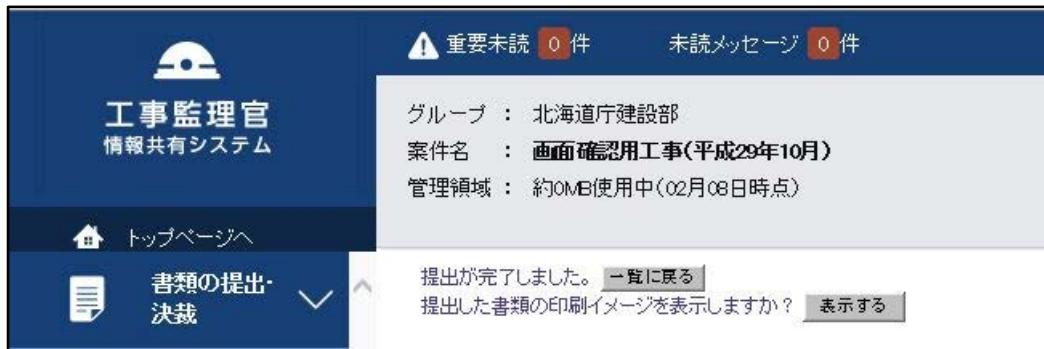 工事監理官
情報共有システム
トップページへ
書類の提出・
決裁
重要未読 0 件 未読メッセージ 0 件
グループ : 北海道庁建設部
案件名 : 画面確認用工事(平成29年10月)
管理領域 : 約0MB使用中(02月08日時点)
提出が完了しました。 一覧に戻る
提出した書類の印刷イメージを表示しますか? 表示する